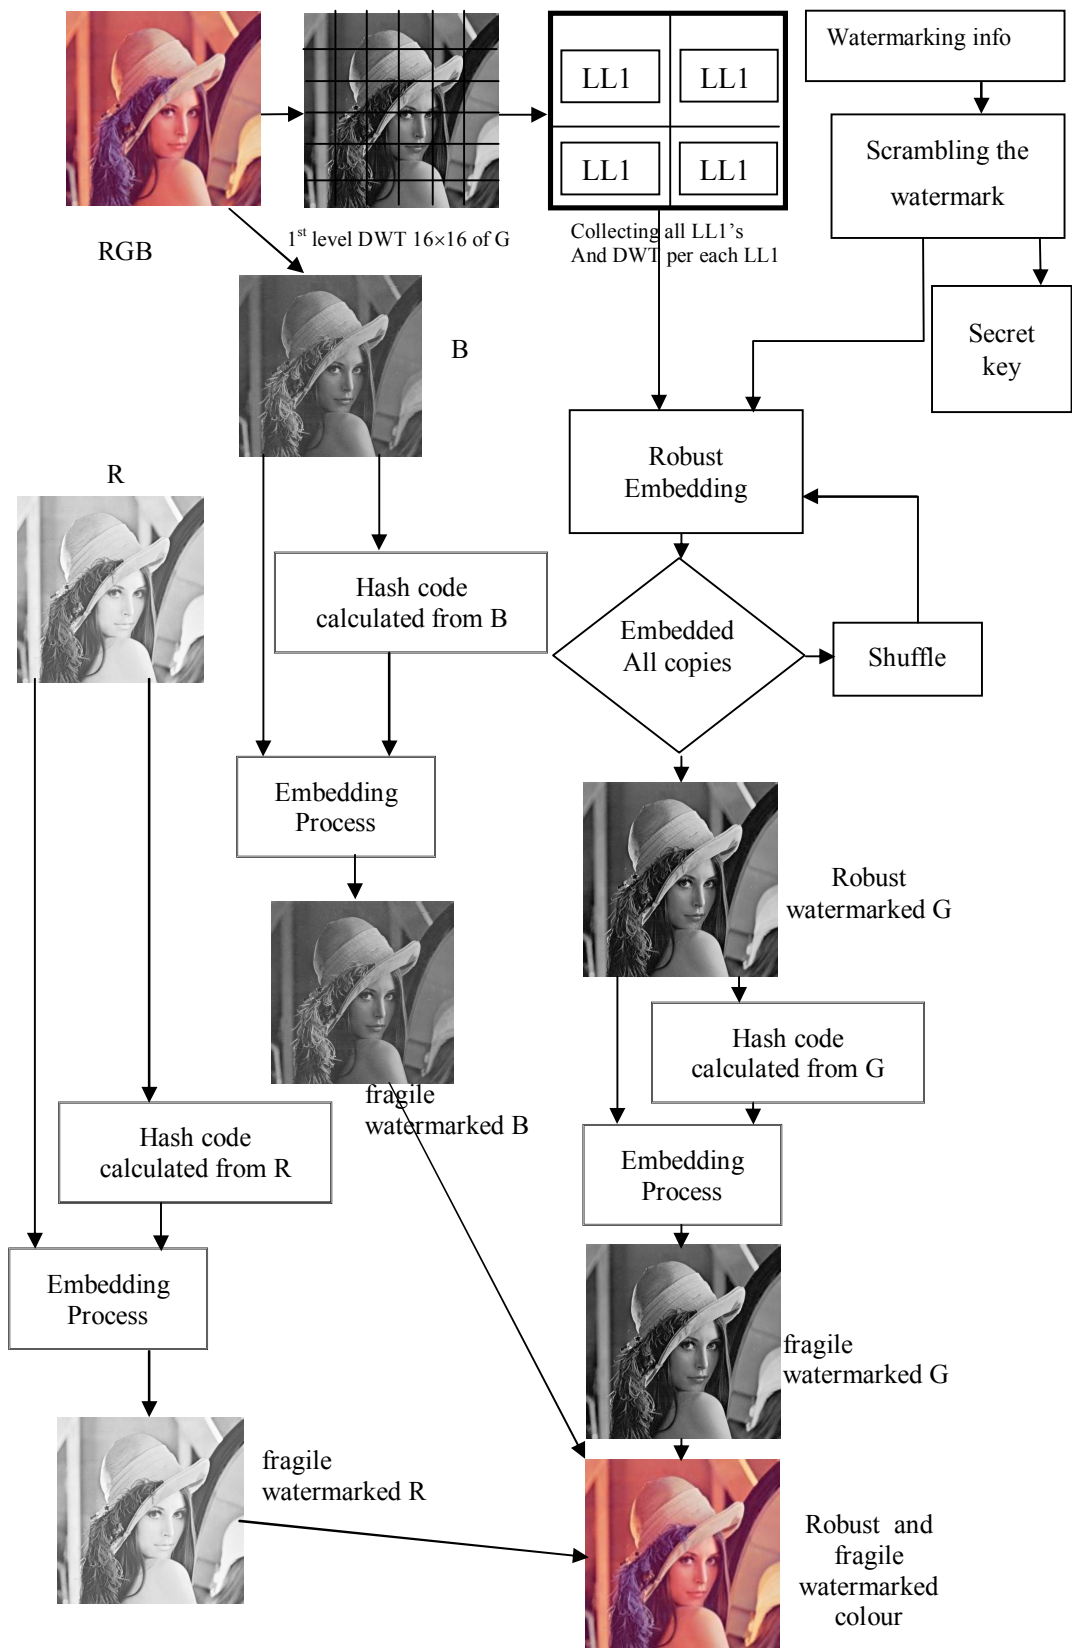 Watermarking info
LL1 LL1
LL1 LL1
Scrambling the
watermark
RGB
1st level DWT 16×16 of G
Collecting all LL1's
And DWT per each LL1
B
Secret
key
R
Robust
Embedding
Hash code
calculated from B
Embedded
All copies
Shuffle
Embedding
Process
Robust
watermarked G
Hash code
calculated from G
fragile
watermarked B
Hash code
calculated from R
Embedding
Process
Embedding
Process
fragile
watermarked G
fragile
watermarked R
Robust and
fragile
watermarked
colour